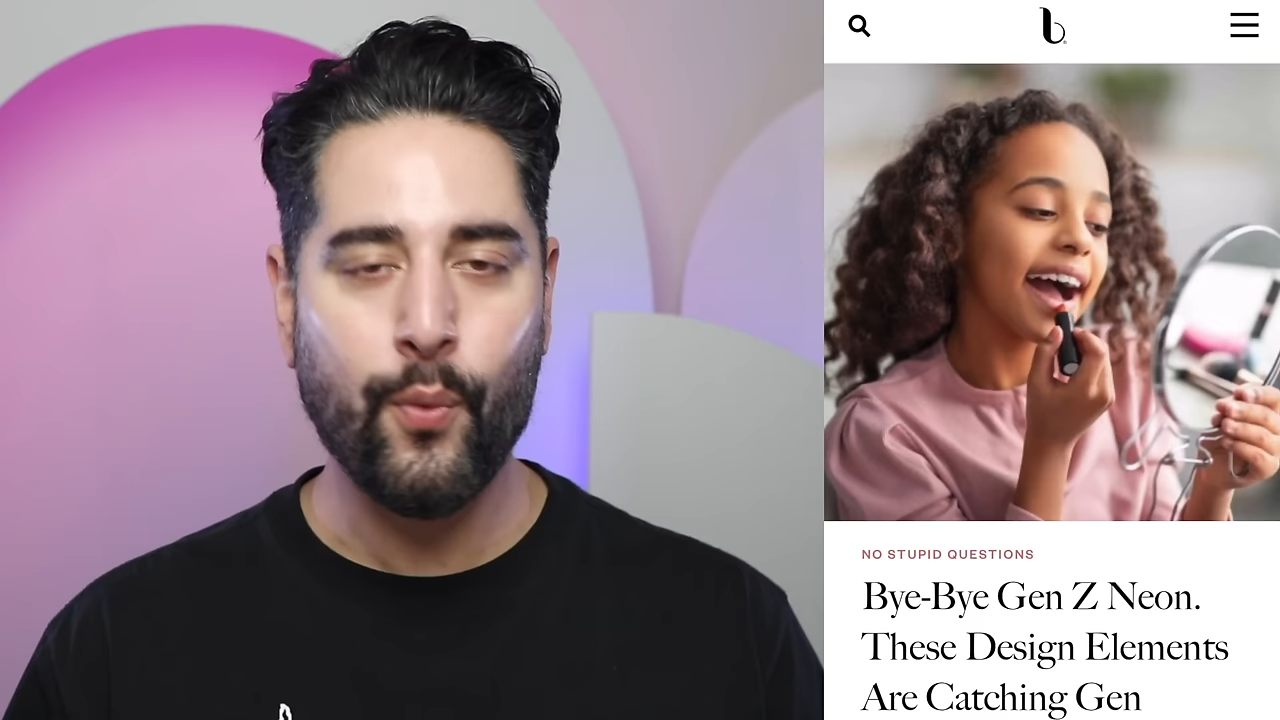 b
NO STUPID QUESTIONS
Bye-Bye Gen Z Neon.
These Design Elements
Are Catching Gen